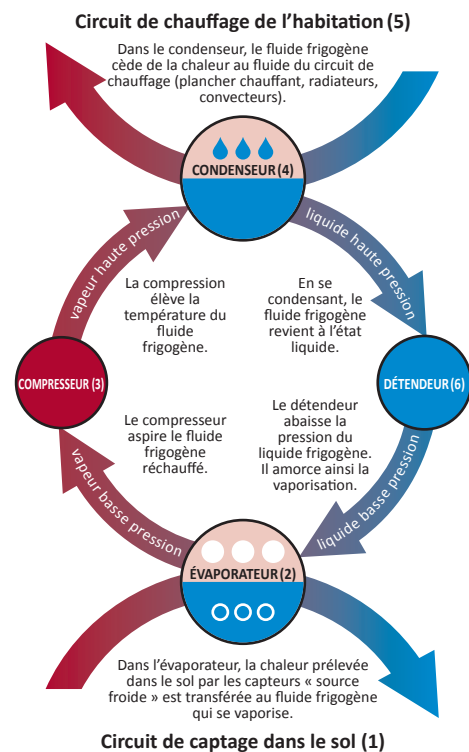 Circuit de chauffage de l’habitation (5)
Dans le condenseur, le fluide frigogène
cède de la chaleur au fluide du circuit de
chauffage (plancher chauffant, radiateurs,
convecteurs).
CONDENSEUR (4)
vapeur haute pression
liquide haute pression
La compression
élève la
température du
fluide
frigogène.
En se
condensant, le
fluide frigogène
revient à l’état
liquide.
COMPRESSEUR (3)
DÉTENDEUR (6)
Le compresseur
aspire le fluide
frigogène
réchauffé.
Le détendeur
abaisse la
pression du
liquide frigogène.
Il amorce ainsi la
vaporisation.
vapeur basse pression
liquide basse pression
ÉVAPORATEUR (2)
Dans l’évaporateur, la chaleur prélevée
dans le sol par les capteurs « source
froide » est transférée au fluide frigogène
qui se vaporise.
Circuit de captage dans le sol (1)